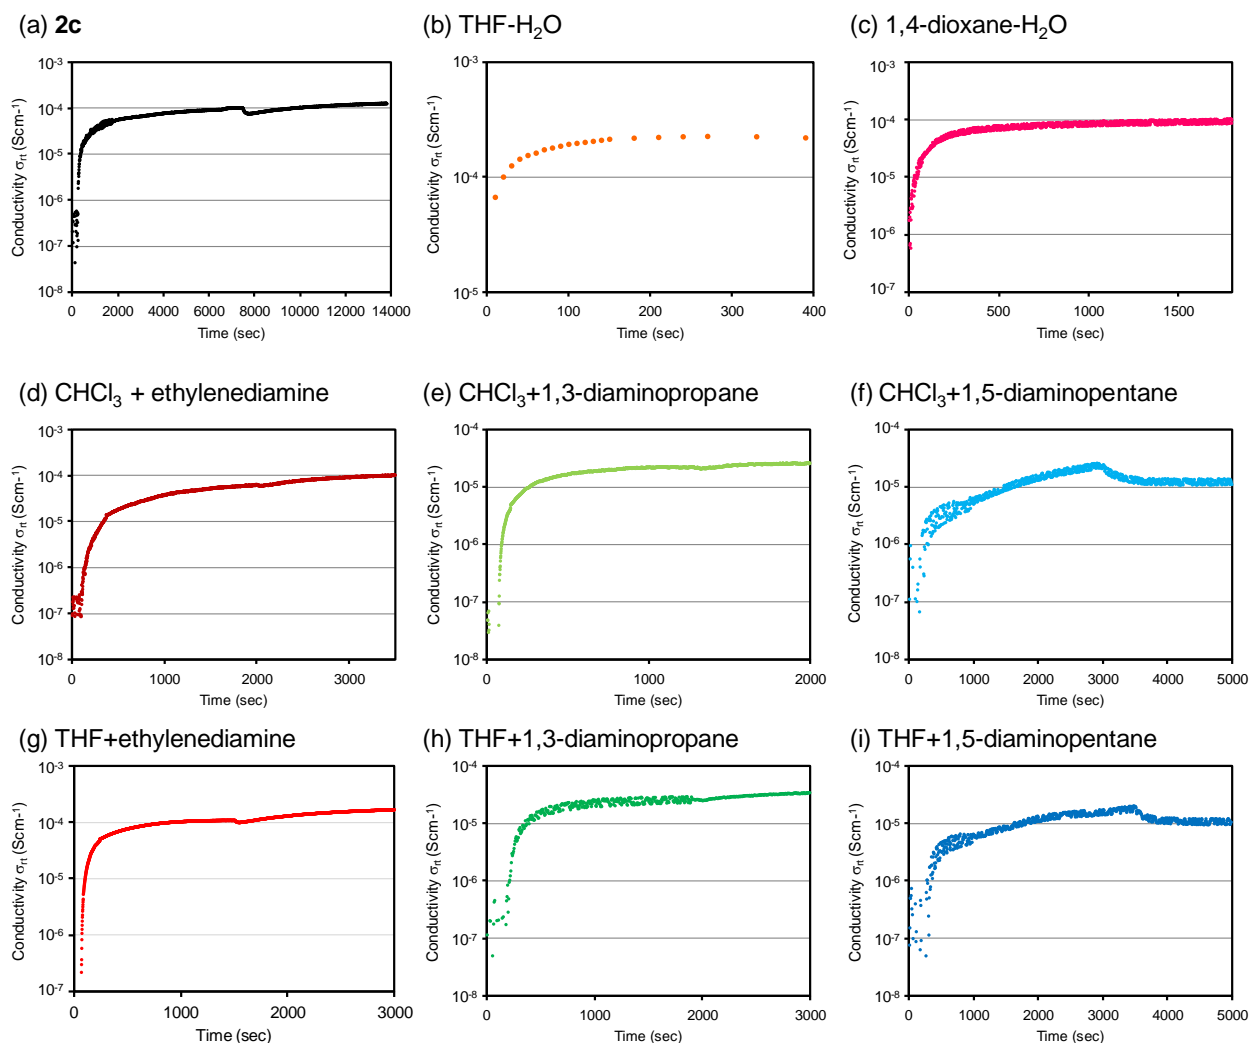 (a) 2c
(b) THF-H₂O
(c) 1,4-dioxane-H₂O
Conductivity σrt (Scm⁻¹)
10⁻³
10⁻⁴
10⁻⁵
10⁻⁶
10⁻⁷
10⁻⁸
0 2000 4000 6000 8000 10000 12000 14000
Time (sec)
Conductivity σrt (Scm⁻¹)
10⁻³
10⁻⁴
10⁻⁵
0 100 200 300 400
Time (sec)
Conductivity σrt (Scm⁻¹)
10⁻³
10⁻⁴
10⁻⁵
10⁻⁶
10⁻⁷
0 500 1000 1500
Time (sec)
(d) CHCl₃ + ethylenediamine
(e) CHCl₃+1,3-diaminopropane
(f) CHCl₃+1,5-diaminopentane
Conductivity σrt (Scm⁻¹)
10⁻³
10⁻⁴
10⁻⁵
10⁻⁶
10⁻⁷
10⁻⁸
0 1000 2000 3000
Time (sec)
Conductivity σrt (Scm⁻¹)
10⁻⁴
10⁻⁵
10⁻⁶
10⁻⁷
10⁻⁸
0 1000 2000
Time (sec)
Conductivity σrt (Scm⁻¹)
10⁻⁴
10⁻⁵
10⁻⁶
10⁻⁷
10⁻⁸
0 1000 2000 3000 4000 5000
Time (sec)
(g) THF+ethylenediamine
(h) THF+1,3-diaminopropane
(i) THF+1,5-diaminopentane
Conductivity σrt (Scm⁻¹)
10⁻³
10⁻⁴
10⁻⁵
10⁻⁶
10⁻⁷
0 1000 2000 3000
Time (sec)
Conductivity σrt (Scm⁻¹)
10⁻⁴
10⁻⁵
10⁻⁶
10⁻⁷
10⁻⁸
0 1000 2000 3000
Time (sec)
Conductivity σrt (Scm⁻¹)
10⁻⁴
10⁻⁵
10⁻⁶
10⁻⁷
10⁻⁸
0 1000 2000 3000 4000 5000
Time (sec)